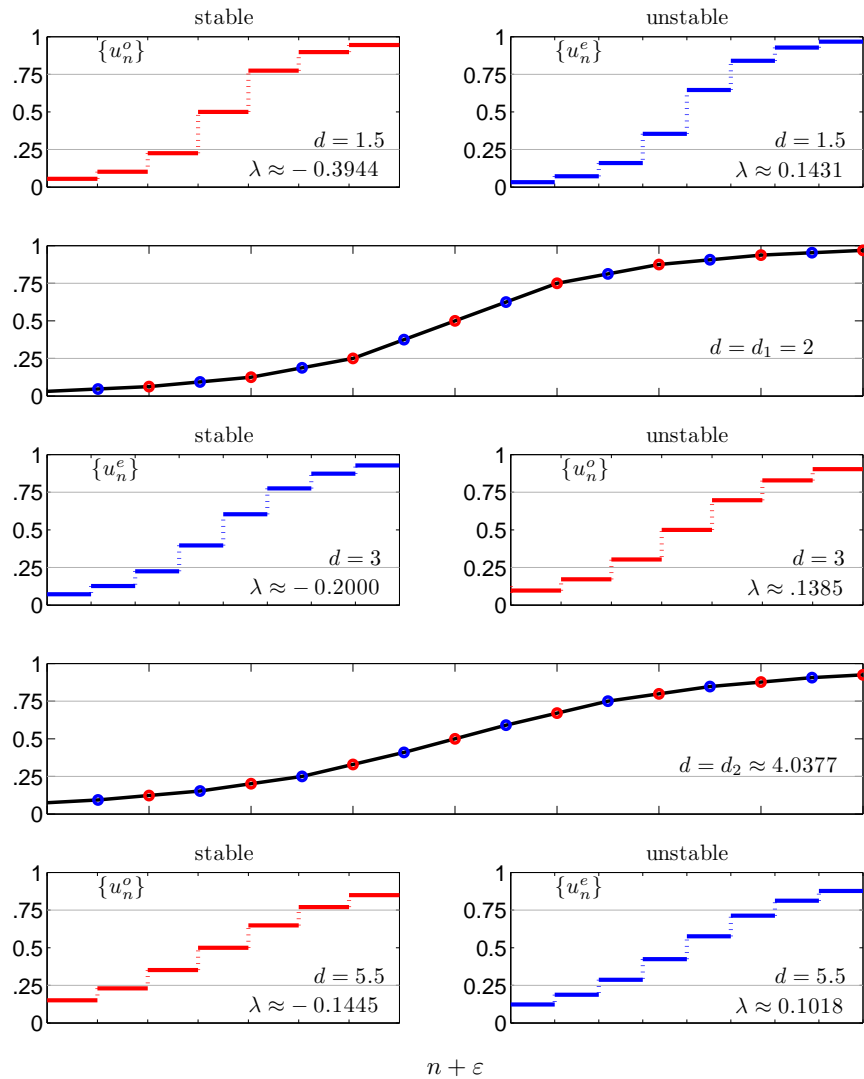 stable
unstable
1
.75
0.5
.25
0
{u_n^o}
d = 1.5
λ ≈ − 0.3944
1
.75
0.5
.25
0
{u_n^e}
d = 1.5
λ ≈ 0.1431
1
.75
0.5
.25
0
d = d_1 = 2
stable
unstable
1
.75
0.5
.25
0
{u_n^e}
d = 3
λ ≈ − 0.2000
1
.75
0.5
.25
0
{u_n^o}
d = 3
λ ≈ .1385
1
.75
0.5
.25
0
d = d_2 ≈ 4.0377
stable
unstable
1
.75
0.5
.25
0
{u_n^o}
d = 5.5
λ ≈ − 0.1445
1
.75
0.5
.25
0
{u_n^e}
d = 5.5
λ ≈ 0.1018
n + ε